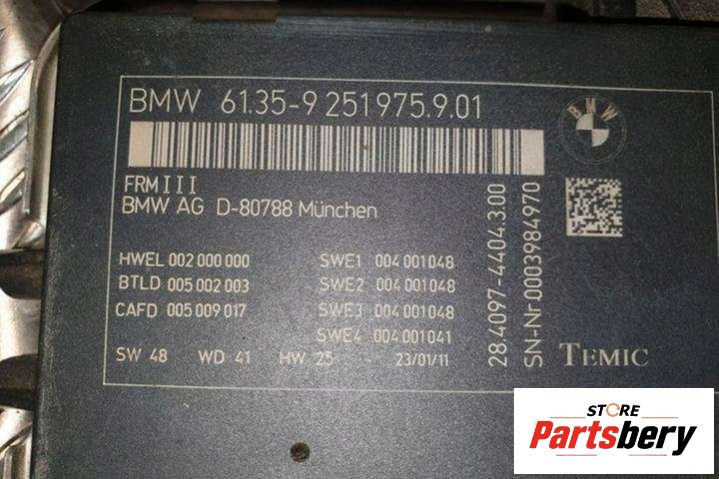 BMW 61.35-9 251975.9.01
BMW
FRM III
BMW AG D-80788 München
HWEL 002 000 000 SWE1 004 001048
BTLD 005 002 003 SWE2 004 001048
CAFD 005 009 017 SWE3 004 001048
SWE4 004 001041
SW 48 WD 41 HW 25 - 23/01/11
28.4097-4404.3.00
SN-Nr 0003984970
TEMIC
STORE
Partsbery